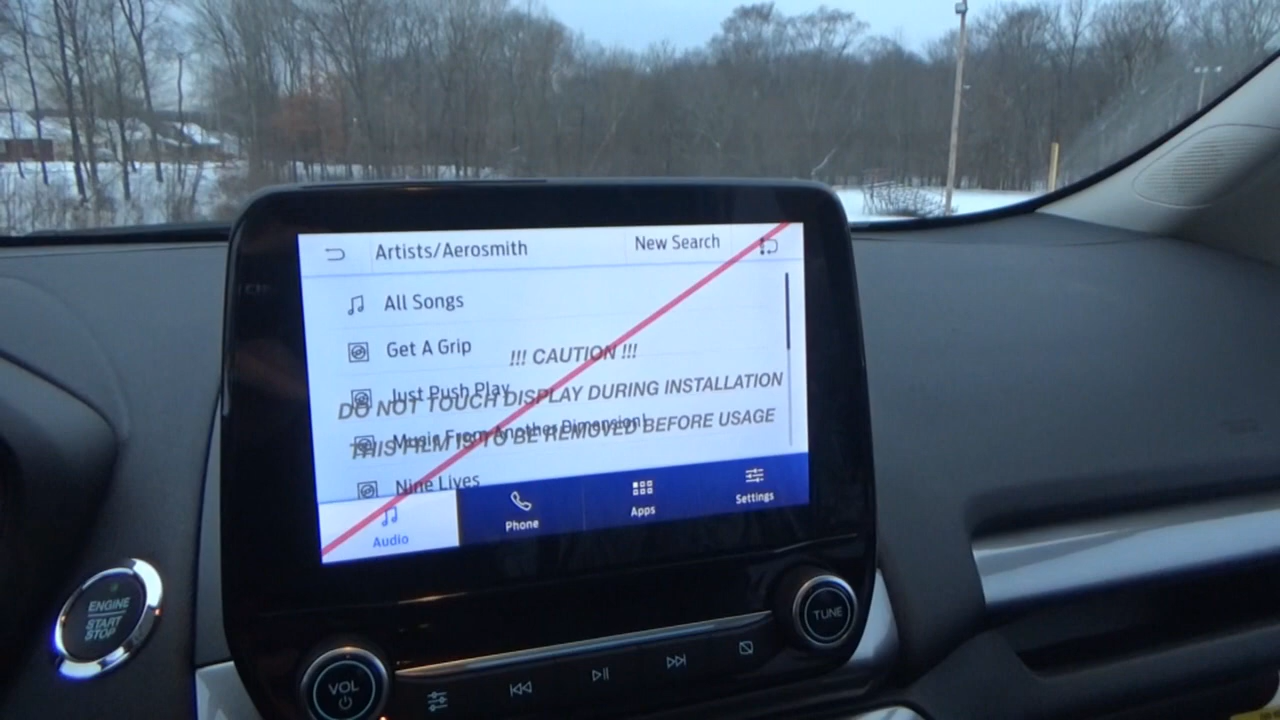 Artists/Aerosmith
New Search
All Songs
Get A Grip
!!! CAUTION !!!
Just Push Play
DO NOT TOUCH DISPLAY DURING INSTALLATION
Music From Another Dimension!
THIS FILM IS TO BE REMOVED BEFORE USAGE
Nine Lives
Audio
Phone
Apps
Settings
ENGINE
START
STOP
VOL
TUNE